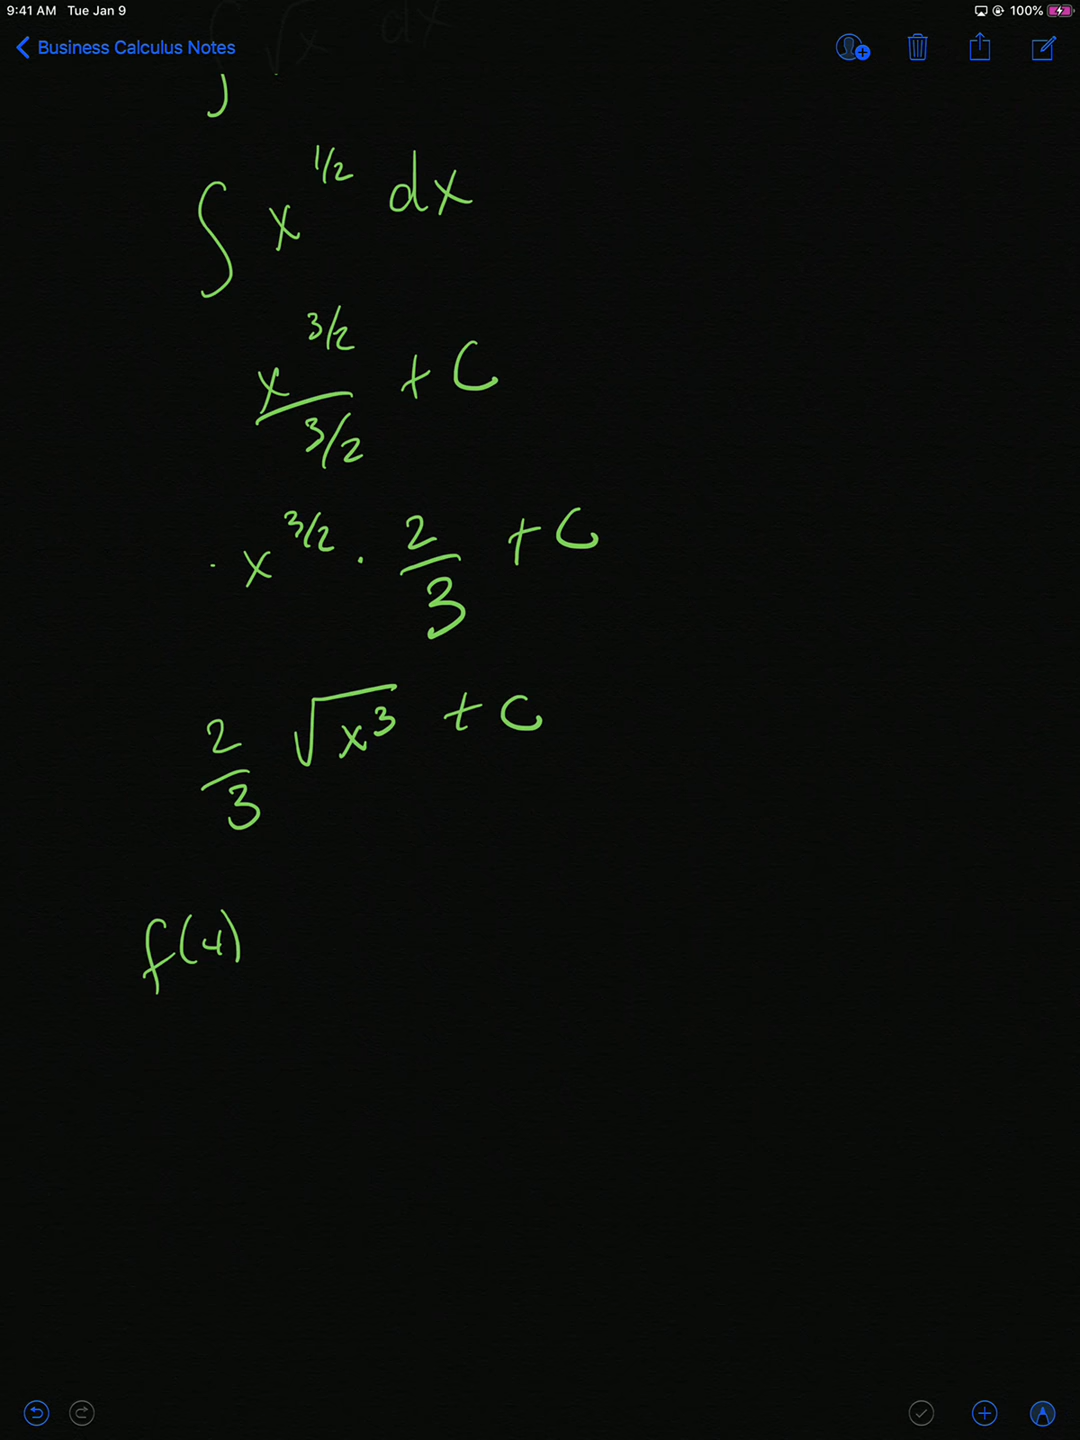 9:41 AM Tue Jan 9 100%
Business Calculus Notes
√x dx
∫ x^1/2 dx
x^3/2 / 3/2 + C
· x^3/2 · 2/3 + C
2/3 √x³ + C
f(4)